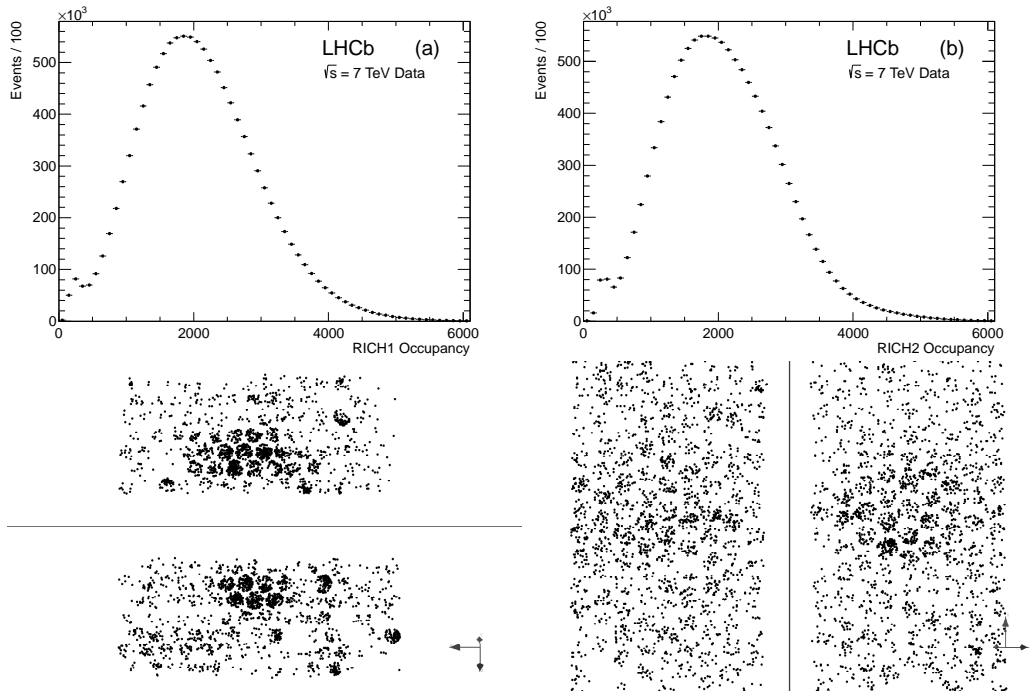 ×10³
Events / 100
500
400
300
200
100
0
LHCb (a)
√s = 7 TeV Data
0 2000 4000 6000
RICH1 Occupancy
×10³
Events / 100
500
400
300
200
100
0
LHCb (b)
√s = 7 TeV Data
0 2000 4000 6000
RICH2 Occupancy